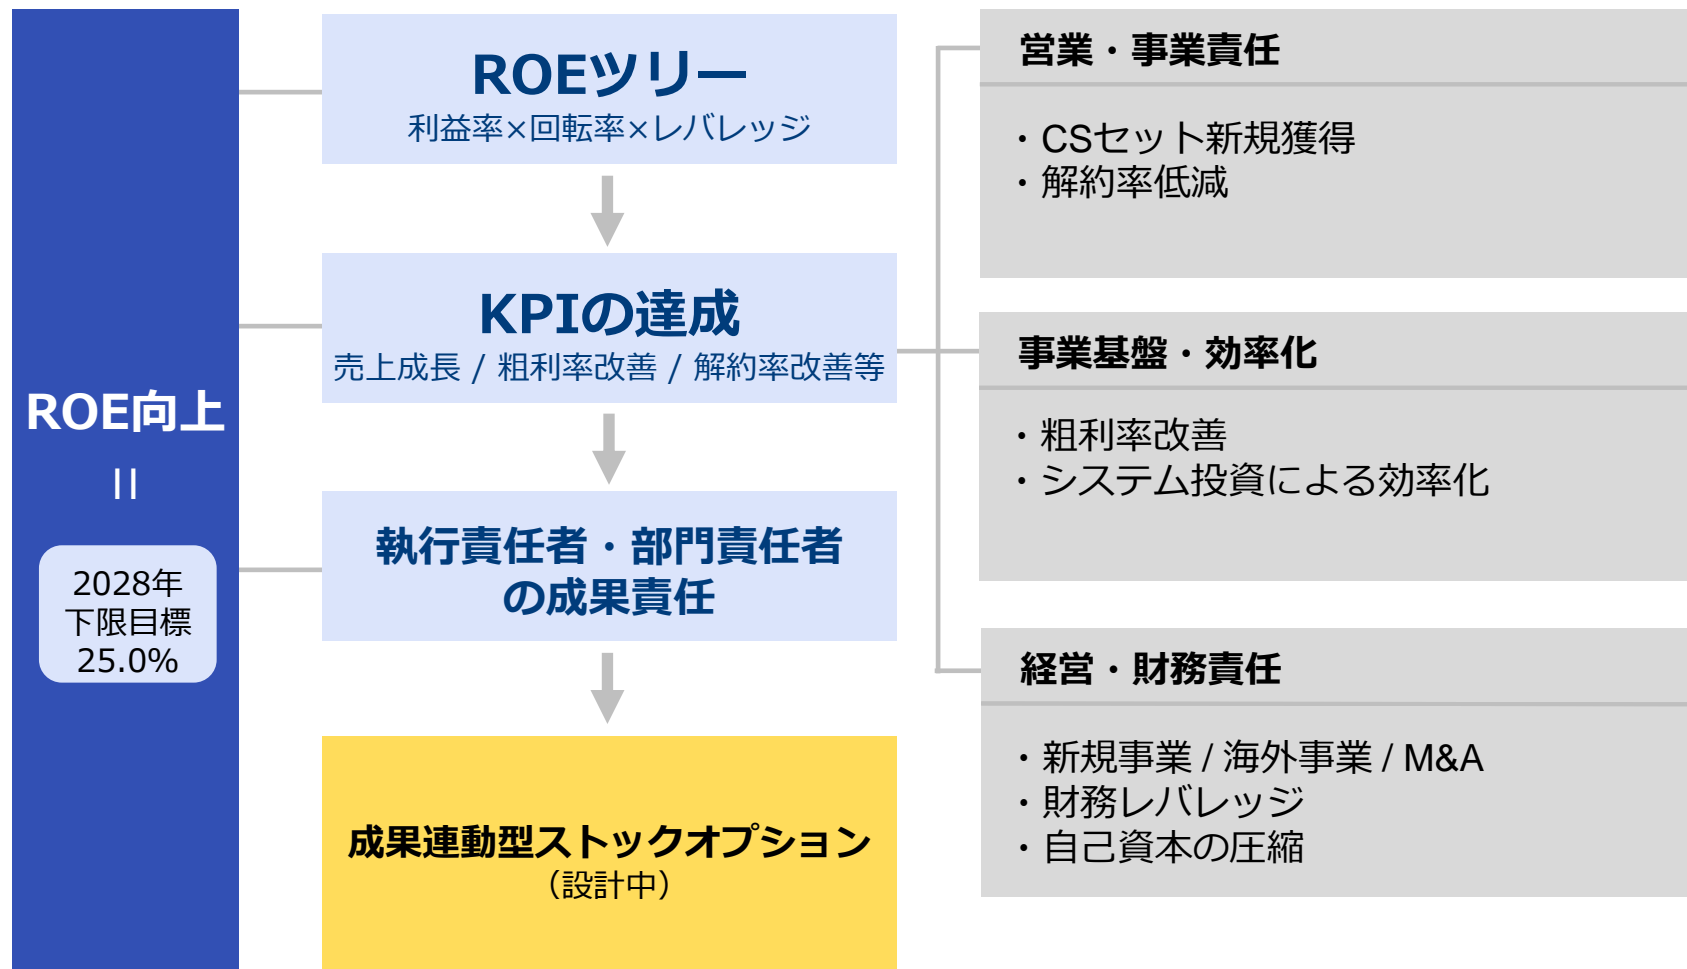 ROE向上
=
2028年
下限目標
25.0%
ROEツリー
利益率×回転率×レバレッジ
KPIの達成
売上成長 / 粗利率改善 / 解約率改善等
執行責任者・部門責任者
の成果責任
成果連動型ストックオプション
（設計中）
営業・事業責任
・CSセット新規獲得
・解約率低減
事業基盤・効率化
・粗利率改善
・システム投資による効率化
経営・財務責任
・新規事業 / 海外事業 / M&A
・財務レバレッジ
・自己資本の圧縮